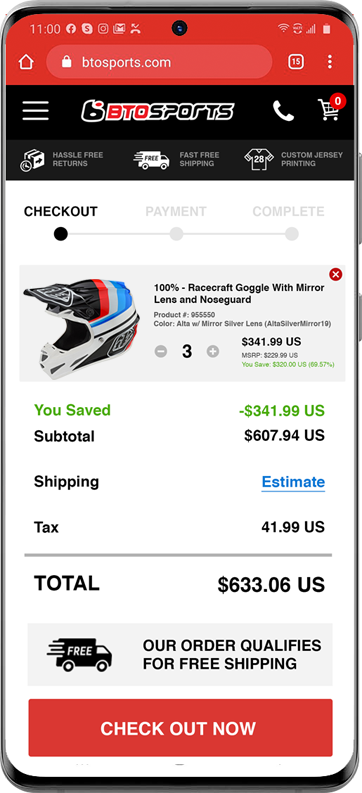 11:00
btosports.com
15
BTOSPORTS
0
HASSLE FREE
RETURNS
FREE
FAST FREE
SHIPPING
28
CUSTOM JERSEY
PRINTING
CHECKOUT
PAYMENT
COMPLETE
100% - Racecraft Goggle With Mirror
Lens and Noseguard
Product #: 955550
Color: Alta w/ Mirror Silver Lens (AltaSilverMirror19)
3
$341.99 US
MSRP: $229.99 US
You Save: $320.00 US (69.57%)
You Saved
-$341.99 US
Subtotal
$607.94 US
Shipping
Estimate
Tax
41.99 US
TOTAL
$633.06 US
FREE
OUR ORDER QUALIFIES
FOR FREE SHIPPING
CHECK OUT NOW